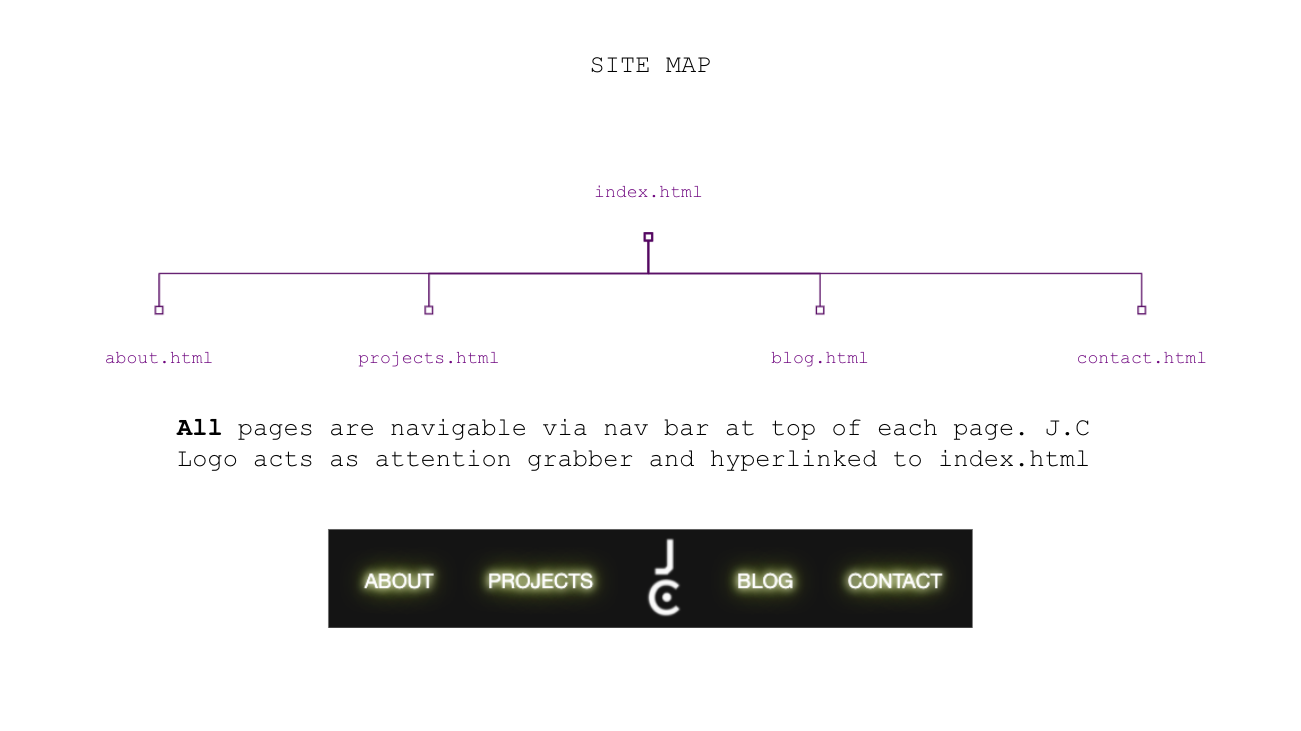 SITE MAP
index.html
about.html projects.html blog.html contact.html
All pages are navigable via nav bar at top of each page. J.C
Logo acts as attention grabber and hyperlinked to index.html
ABOUT PROJECTS J C BLOG CONTACT